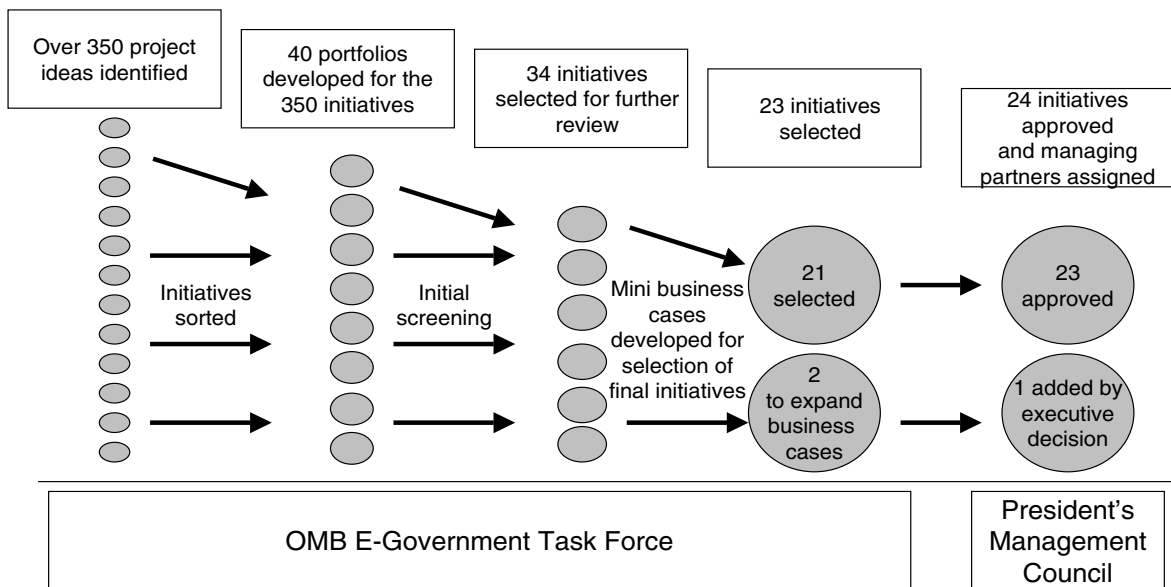 Over 350 project
ideas identified
40 portfolios
developed for the
350 initiatives
34 initiatives
selected for further
review
23 initiatives
selected
24 initiatives
approved
and managing
partners assigned
Initiatives
sorted
Initial
screening
Mini business
cases
developed for
selection of
final initiatives
21
selected
2
to expand
business
cases
23
approved
1 added by
executive
decision
OMB E-Government Task Force
President's
Management
Council